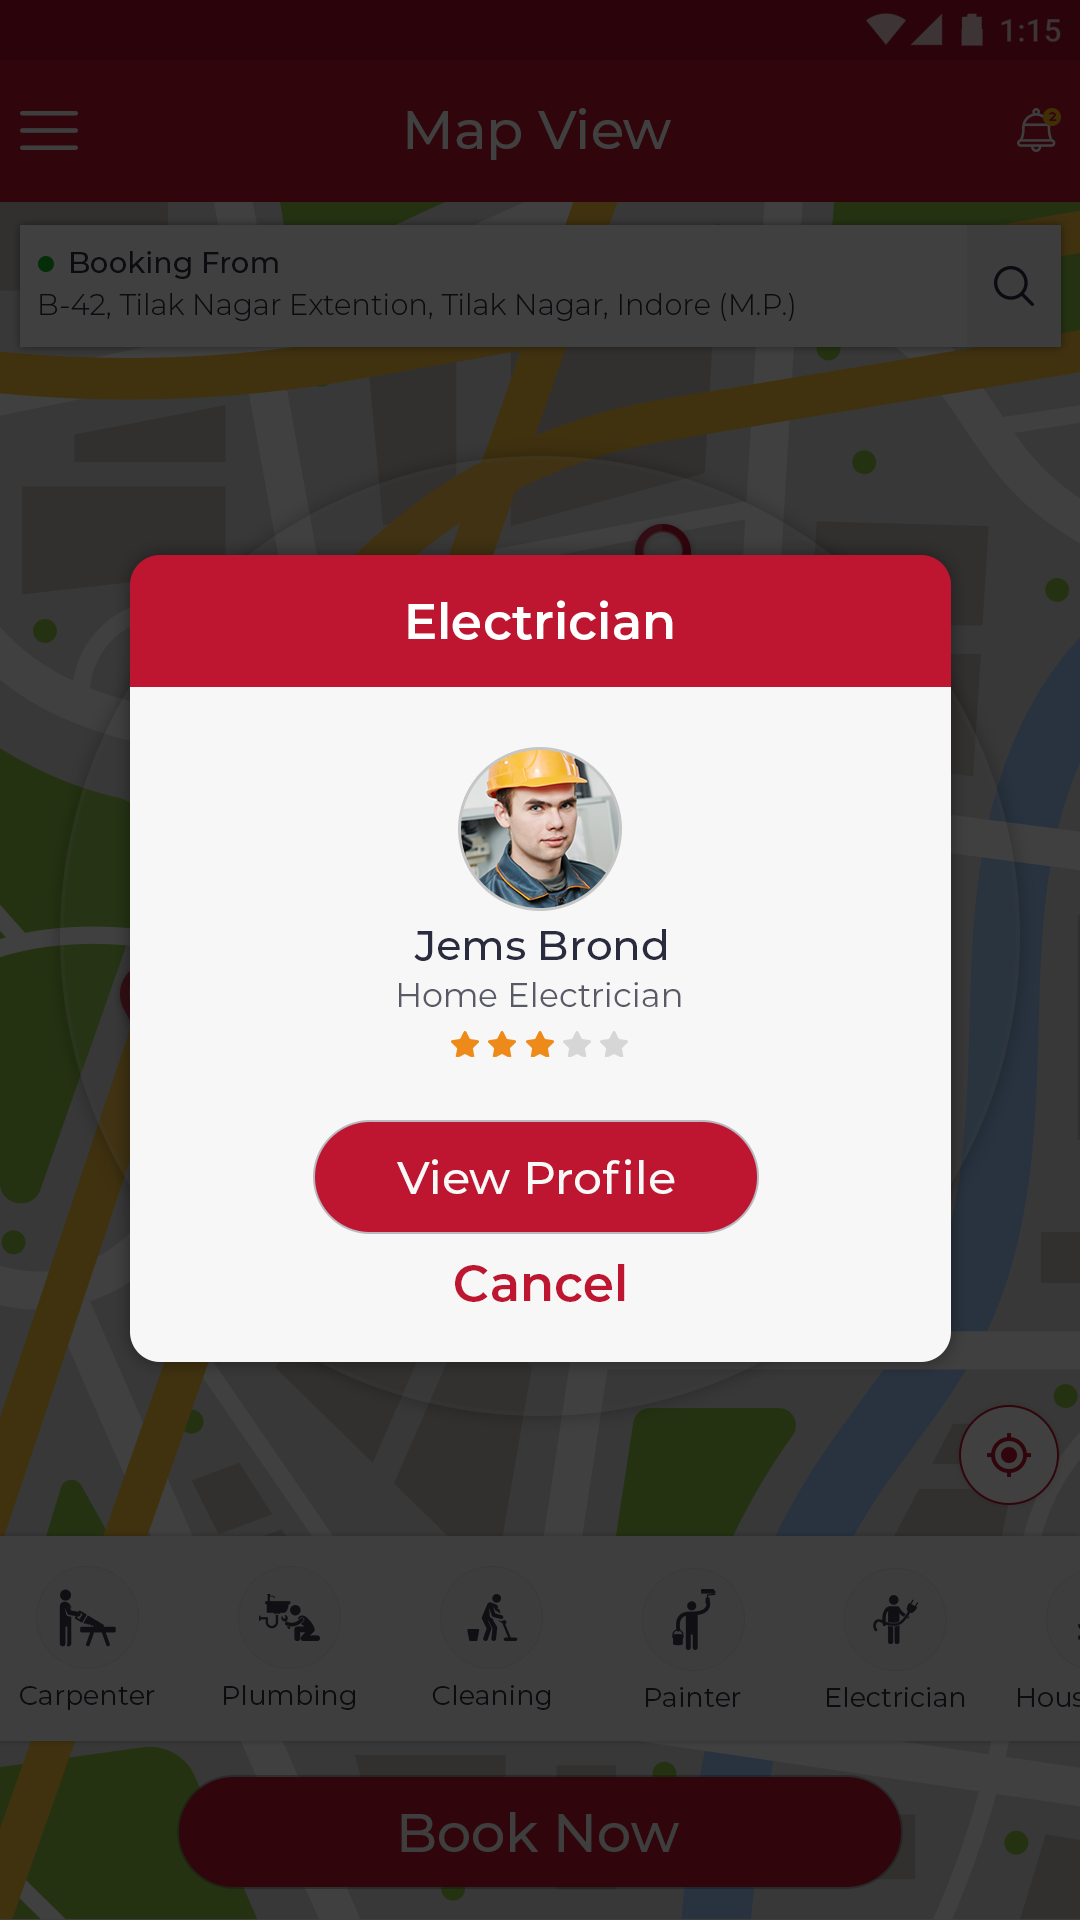 1:15
Map View
2
Booking From
B-42, Tilak Nagar Extention, Tilak Nagar, Indore (M.P.)
Electrician
Jems Brond
Home Electrician
View Profile
Cancel
Carpenter
Plumbing
Cleaning
Painter
Electrician
Hous
Book Now